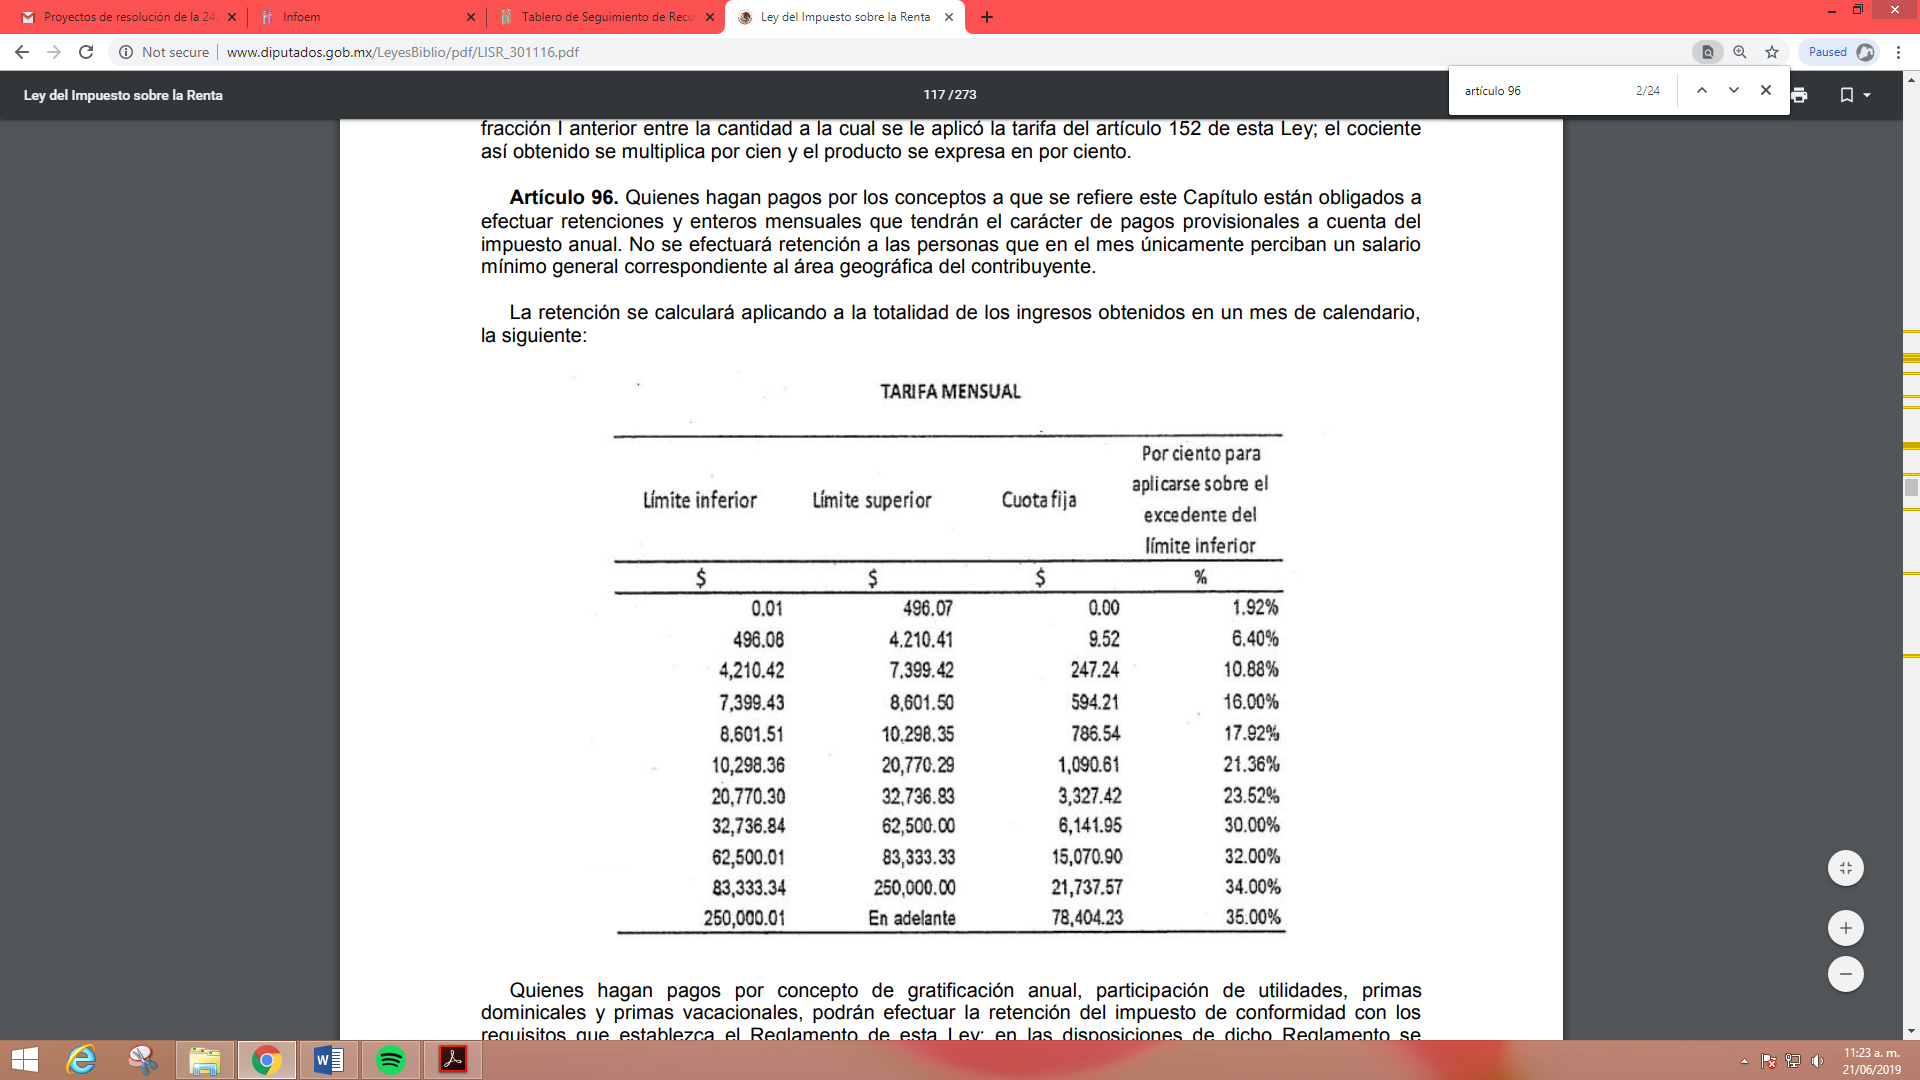 Proyectos de resolución de la 24
Infoem
Tablero de Seguimiento de Recu
Ley del Impuesto sobre la Renta
Not secure
www.diputados.gob.mx/LeyesBiblio/pdf/LISR_301116.pdf
Paused
Ley del Impuesto sobre la Renta
117 / 273
artículo 96
2/24
fracción I anterior entre la cantidad a la cual se le aplicó la tarifa del artículo 152 de esta Ley; el cociente
así obtenido se multiplica por cien y el producto se expresa en por ciento.
Artículo 96. Quienes hagan pagos por los conceptos a que se refiere este Capítulo están obligados a
efectuar retenciones y enteros mensuales que tendrán el carácter de pagos provisionales a cuenta del
impuesto anual. No se efectuará retención a las personas que en el mes únicamente perciban un salario
mínimo general correspondiente al área geográfica del contribuyente.
La retención se calculará aplicando a la totalidad de los ingresos obtenidos en un mes de calendario,
la siguiente:
TARIFA MENSUAL
Límite inferior Límite superior Cuota fija Por ciento para
aplicarse sobre el
excedente del
límite inferior
$ $ $ %
0.01 496.07 0.00 1.92%
496.08 4.210.41 9.52 6.40%
4,210.42 7,399.42 247.24 10.88%
7,399.43 8,601.50 594.21 16.00%
8,601.51 10,298.35 786.54 17.92%
10,298.36 20,770.29 1,090.61 21.36%
20,770.30 32,736.83 3,327.42 23.52%
32,736.84 62,500.00 6,141.95 30.00%
62,500.01 83,333.33 15,070.90 32.00%
83,333.34 250,000.00 21,737.57 34.00%
250,000.01 En adelante 78,404.23 35.00%
Quienes hagan pagos por concepto de gratificación anual, participación de utilidades, primas
dominicales y primas vacacionales, podrán efectuar la retención del impuesto de conformidad con los
requisitos que establezca el Reglamento de esta Ley; en las disposiciones de dicho Reglamento se
11:23 a. m.
21/06/2019